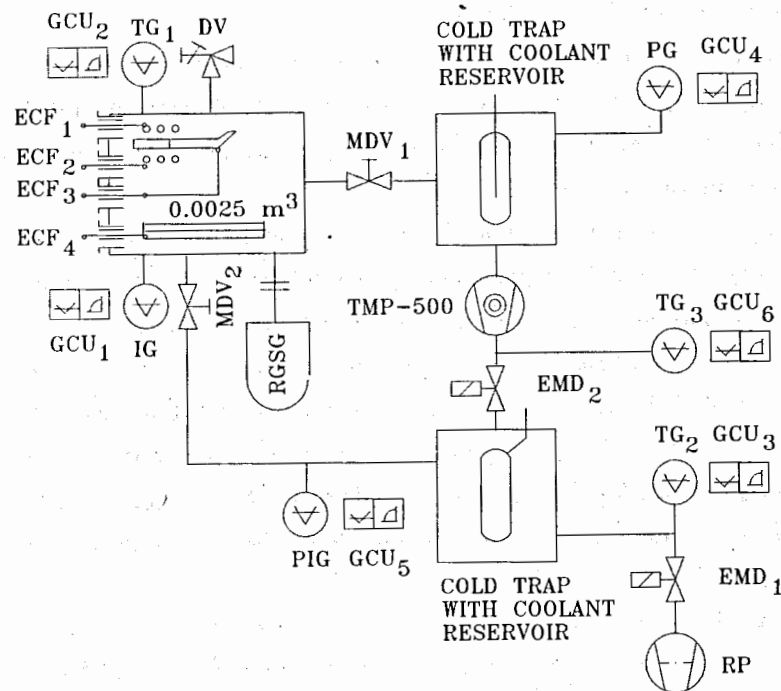 GCU2
TG1
DV
COLD TRAP
WITH COOLANT
RESERVOIR
PG
GCU4
ECF1
ECF2
ECF3
ECF4
MDV1
0.0025 m³
GCU1
IG
MDV2
RGSG
TMP-500
TG3 GCU6
EMD2
TG2 GCU3
PIG GCU5
COLD TRAP
WITH COOLANT
RESERVOIR
EMD1
RP